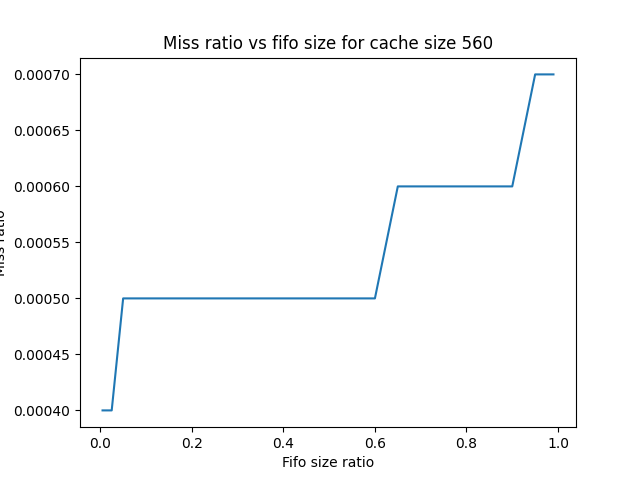 Miss ratio vs fifo size for cache size 560
0.00070
0.00065
0.00060
0.00055
0.00050
0.00045
0.00040
Miss ratio
0.0 0.2 0.4 0.6 0.8 1.0
Fifo size ratio